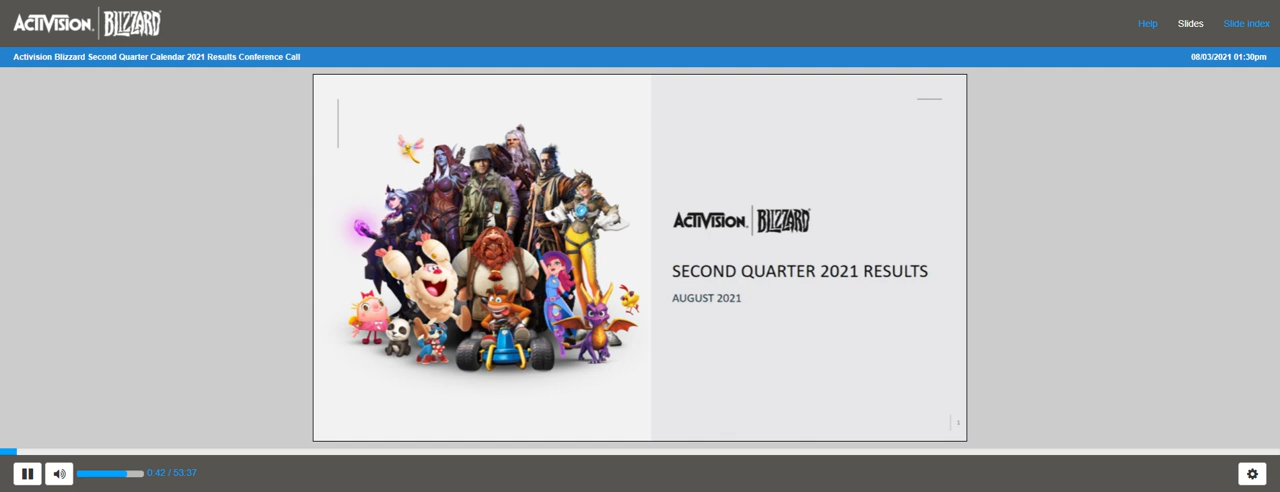 ACTIVISION. BLIZZARD
Help Slides Slide index
Activision Blizzard Second Quarter Calendar 2021 Results Conference Call 08/03/2021 01:30pm
ACTIVISION. BLIZZARD
SECOND QUARTER 2021 RESULTS
AUGUST 2021
1
0:42 / 53:37